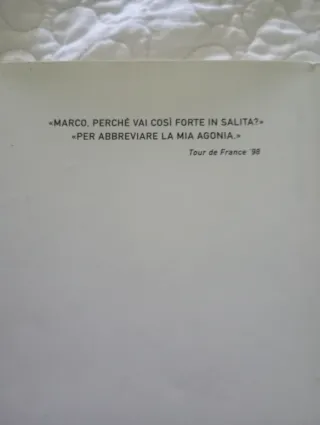 «MARCO, PERCHÉ VAI COSÌ FORTE IN SALITA?»
«PER ABBREVIARE LA MIA AGONIA.»
Tour de France '98